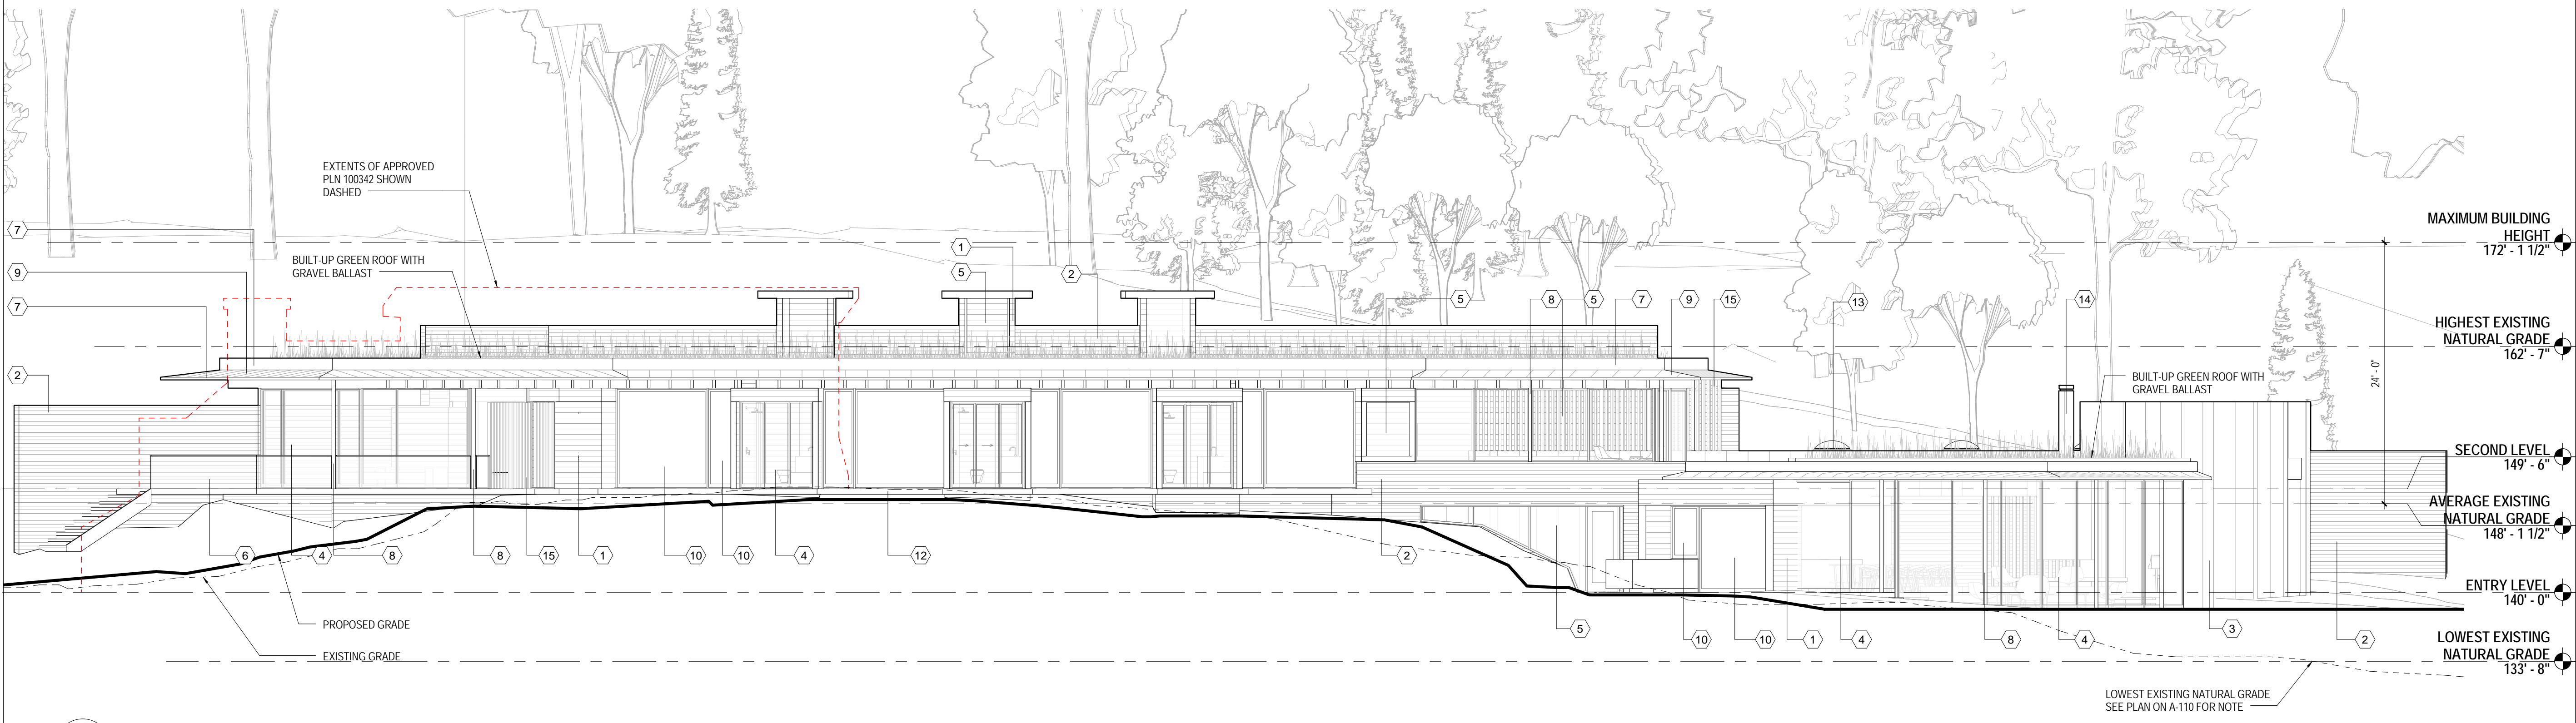 EXTENTS OF APPROVED
PLN 100342 SHOWN
DASHED
MAXIMUM BUILDING
HEIGHT
172' - 1 1/2"
7
1
BUILT-UP GREEN ROOF WITH
GRAVEL BALLAST
9
5
2
7
5
8
5
7
9
15
13
14
HIGHEST EXISTING
NATURAL GRADE
162' - 7"
2
BUILT-UP GREEN ROOF WITH
GRAVEL BALLAST
24' - 0"
SECOND LEVEL
149' - 6"
AVERAGE EXISTING
NATURAL GRADE
148' - 1 1/2"
6
4
8
8
15
1
10
10
4
12
2
ENTRY LEVEL
140' - 0"
PROPOSED GRADE
5
10
10
1
4
8
4
3
2
EXISTING GRADE
LOWEST EXISTING
NATURAL GRADE
133' - 8"
LOWEST EXISTING NATURAL GRADE
SEE PLAN ON A-110 FOR NOTE